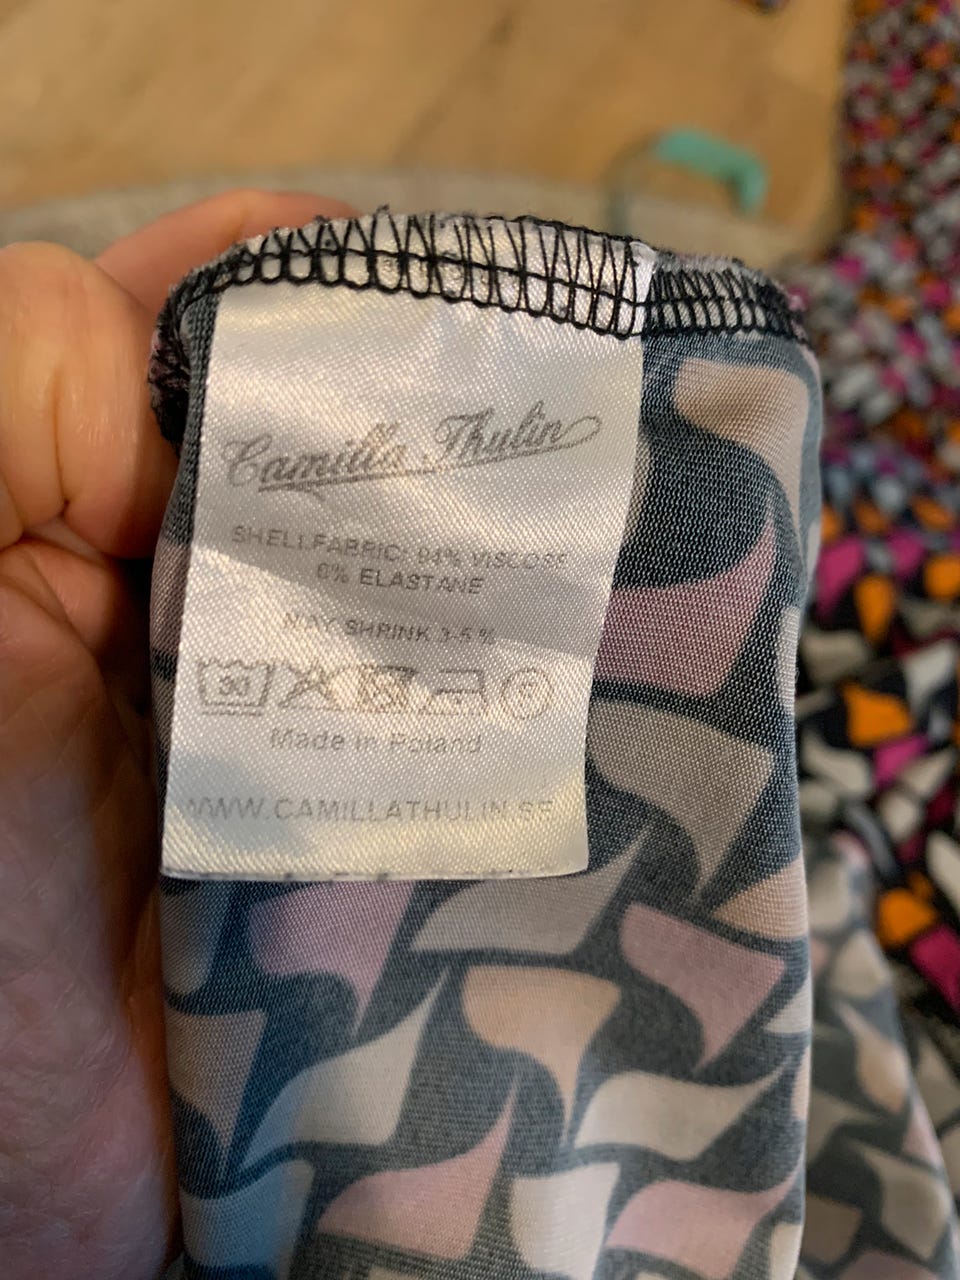 Camilla Thulin
SHELLFABRIC: 94% VISCOSE
6% ELASTANE
MAY SHRINK 3-5 %
30
Made in Poland
WWW.CAMILLATHULIN.SE